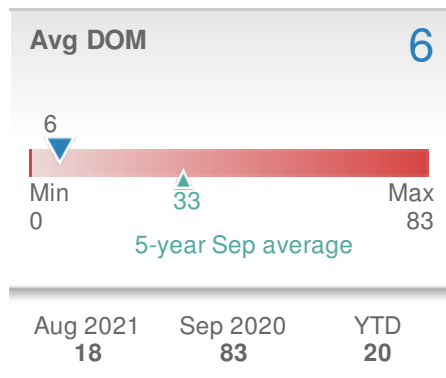 Avg DOM 6
6
Min Max
33
0 83
5-year Sep average
Aug 2021 Sep 2020 YTD
18 83 20